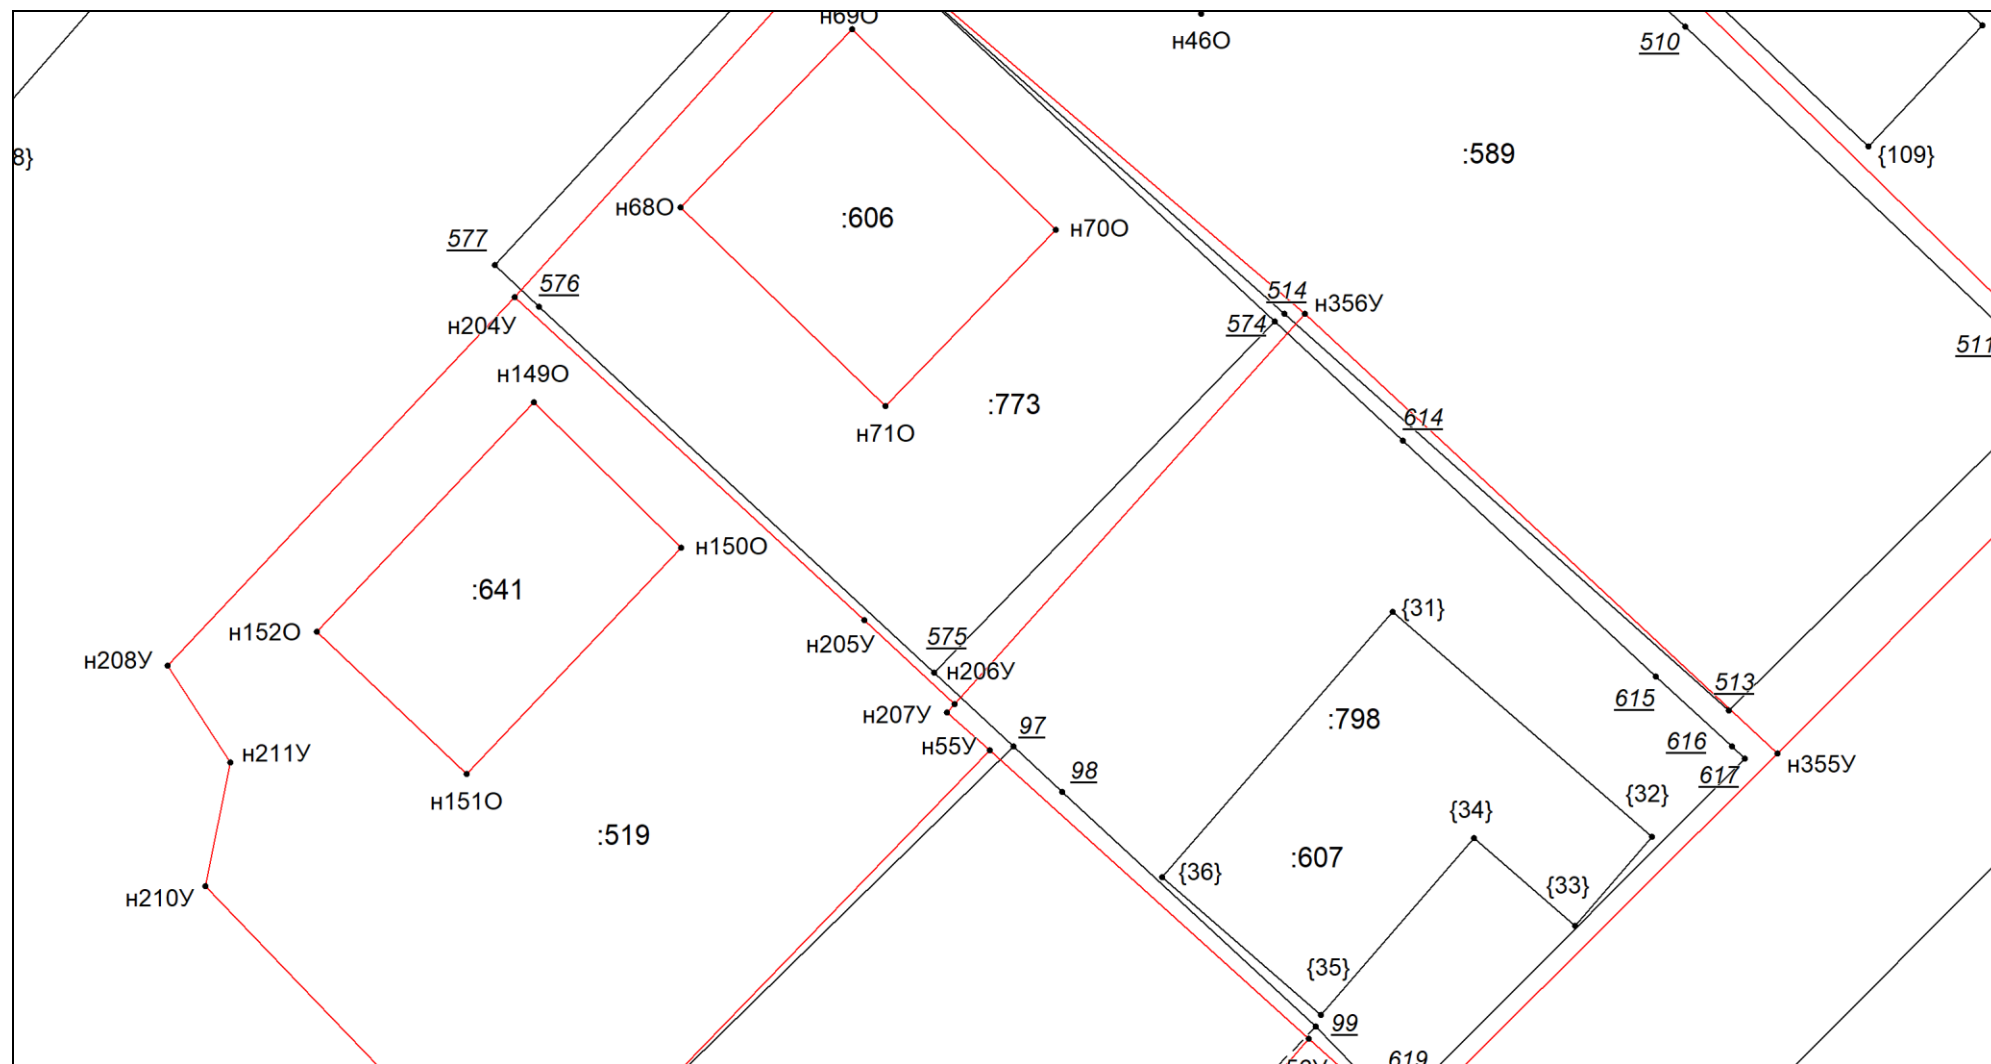 н69О
н46О
510
:589
{109}
8}
н68О
:606
н70О
577
576
514
н356У
н204У
574
511
н149О
:773
614
н71О
н150О
:641
{31}
н152О
н205У
575
н208У
н206У
513
615
н207У
:798
97
н55У
616
н211У
98
617
н355У
н151О
{34}
{32}
:519
:607
{36}
{33}
н210У
{35}
99
619